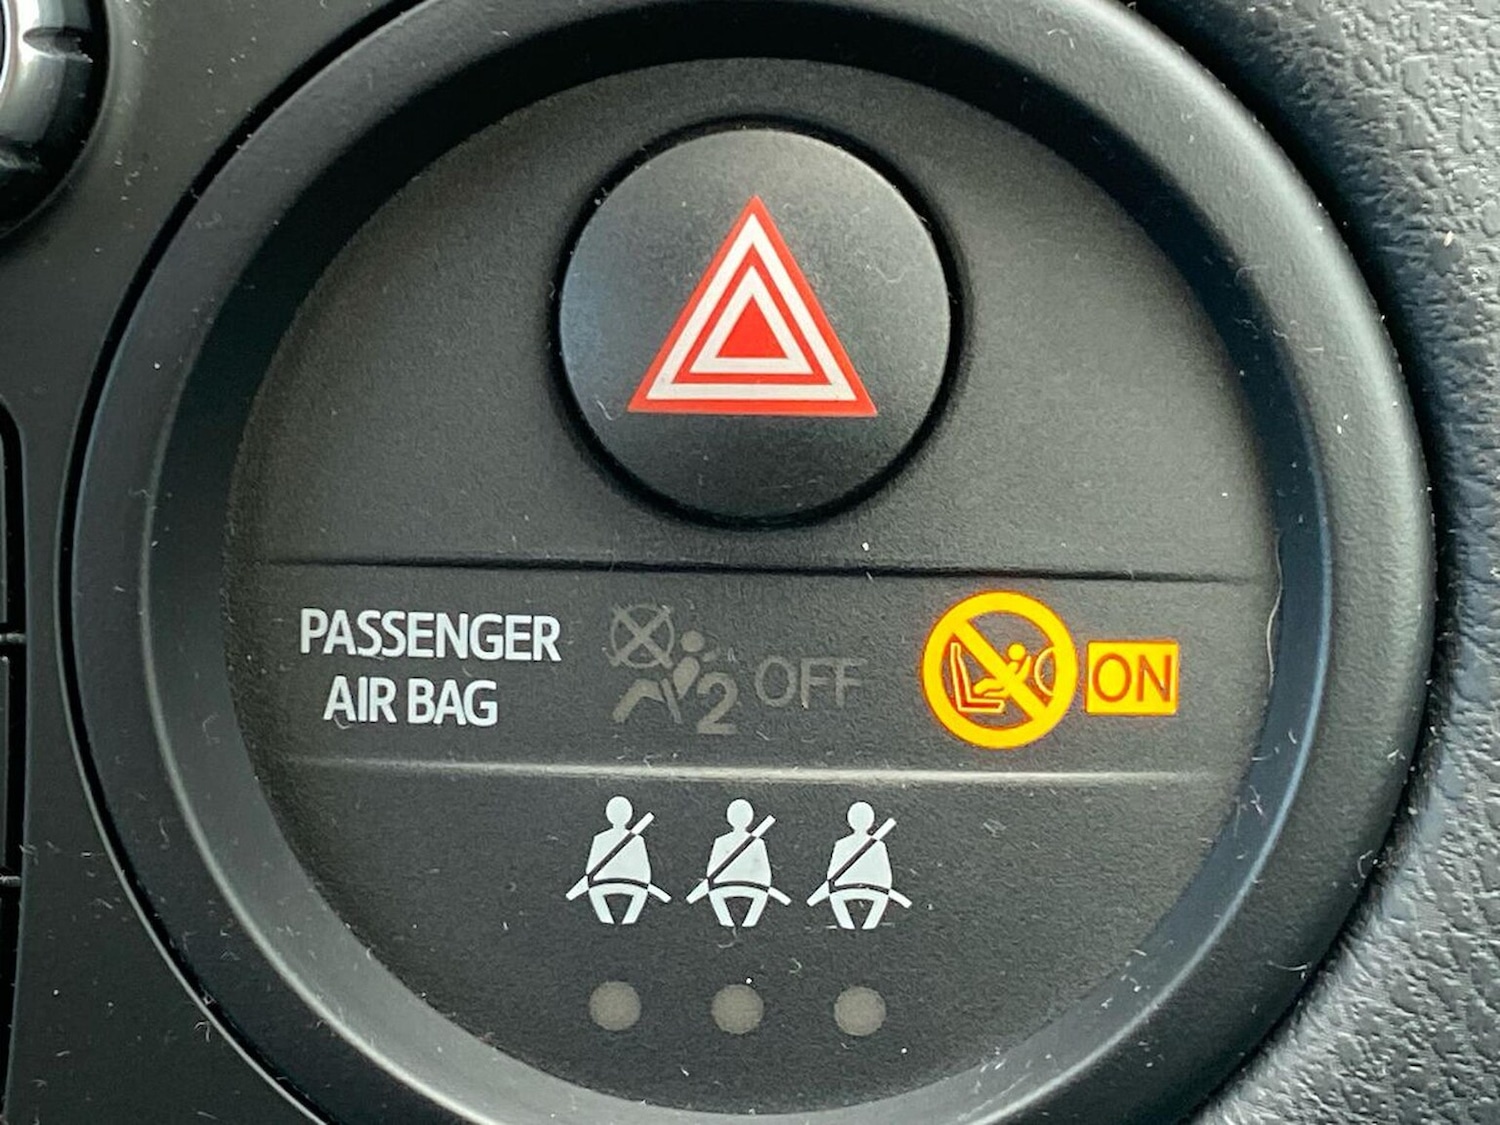 PASSENGER
AIR BAG
2 OFF
ON